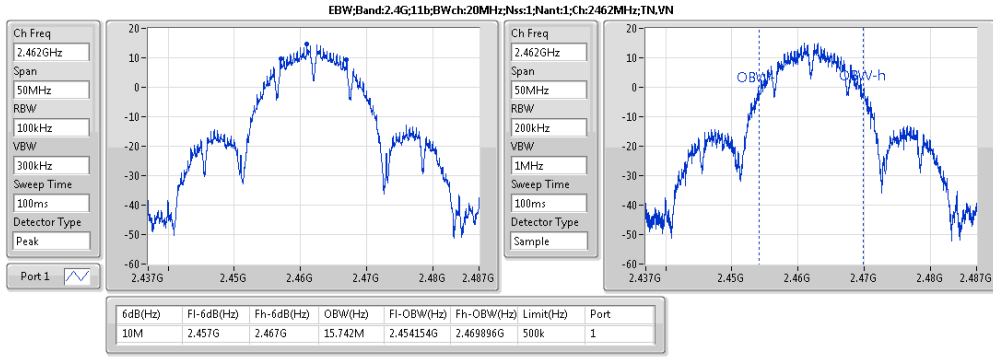 EBW;Band:2.4G;11b;BWch:20MHz;Nss:1;Nant:1;Ch:2462MHz;TN,VN
Ch Freq
2.462GHz
Span
50MHz
RBW
100kHz
VBW
300kHz
Sweep Time
100ms
Detector Type
Peak
Port 1
20
10
0
-10
-20
-30
-40
-50
-60
2.437G 2.45G 2.46G 2.47G 2.48G 2.487G
Ch Freq
2.462GHz
Span
50MHz
RBW
200kHz
VBW
1MHz
Sweep Time
100ms
Detector Type
Sample
20
10
0
-10
-20
-30
-40
-50
-60
OBW-h
2.437G 2.45G 2.46G 2.47G 2.48G 2.487G
6dB(Hz) Fl-6dB(Hz) Fh-6dB(Hz) OBW(Hz) Fl-OBW(Hz) Fh-OBW(Hz) Limit(Hz) Port
10M 2.457G 2.467G 15.742M 2.454154G 2.469896G 500k 1